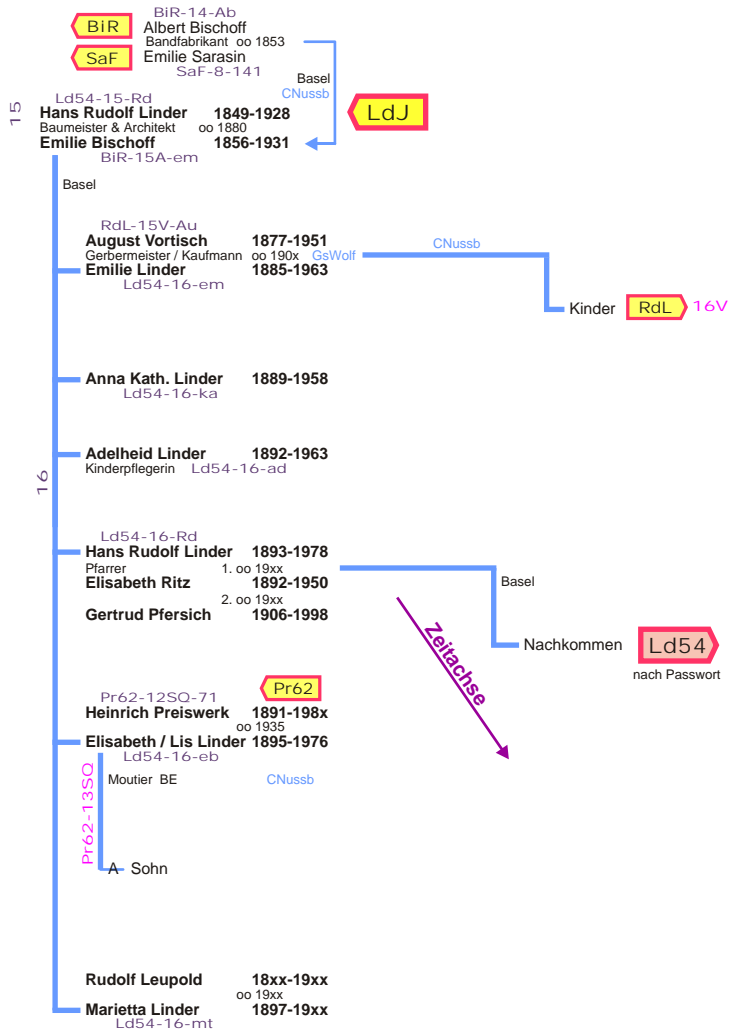 BiR-14-Ab
BiR
Albert Bischoff
Bandfabrikant oo 1853
SaF
Emilie Sarasin
SaF-8-141
Basel
CNussb
LdJ
15
Ld54-15-Rd
Hans Rudolf Linder 1849-1928
Baumeister & Architekt oo 1880
Emilie Bischoff 1856-1931
BiR-15A-em
Basel
RdL-15V-Au
August Vortisch 1877-1951
Gerbermeister / Kaufmann oo 190x GsWolf
CNussb
Emilie Linder 1885-1963
Ld54-16-em
Kinder RdL 16V
Anna Kath. Linder 1889-1958
Ld54-16-ka
Adelheid Linder 1892-1963
Kinderpflegerin Ld54-16-ad
16
Ld54-16-Rd
Hans Rudolf Linder 1893-1978
Pfarrer 1. oo 19xx
Elisabeth Ritz 1892-1950
2. oo 19xx
Gertrud Pfersich 1906-1998
Basel
Zeitachse
Nachkommen Ld54
nach Passwort
Pr62
Pr62-12SQ-71
Heinrich Preiswerk 1891-198x
oo 1935
Elisabeth / Lis Linder 1895-1976
Ld54-16-eb
Moutier BE
CNussb
Pr62-13SQ
A Sohn
Rudolf Leupold 18xx-19xx
oo 19xx
Marietta Linder 1897-19xx
Ld54-16-mt